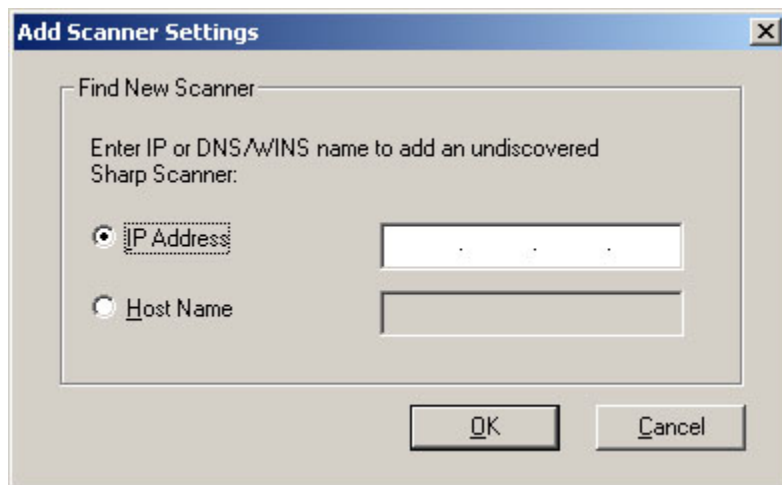 Add Scanner Settings
Find New Scanner
Enter IP or DNS/WINS name to add an undiscovered
Sharp Scanner:
IP Address
. . .
Host Name
OK
Cancel